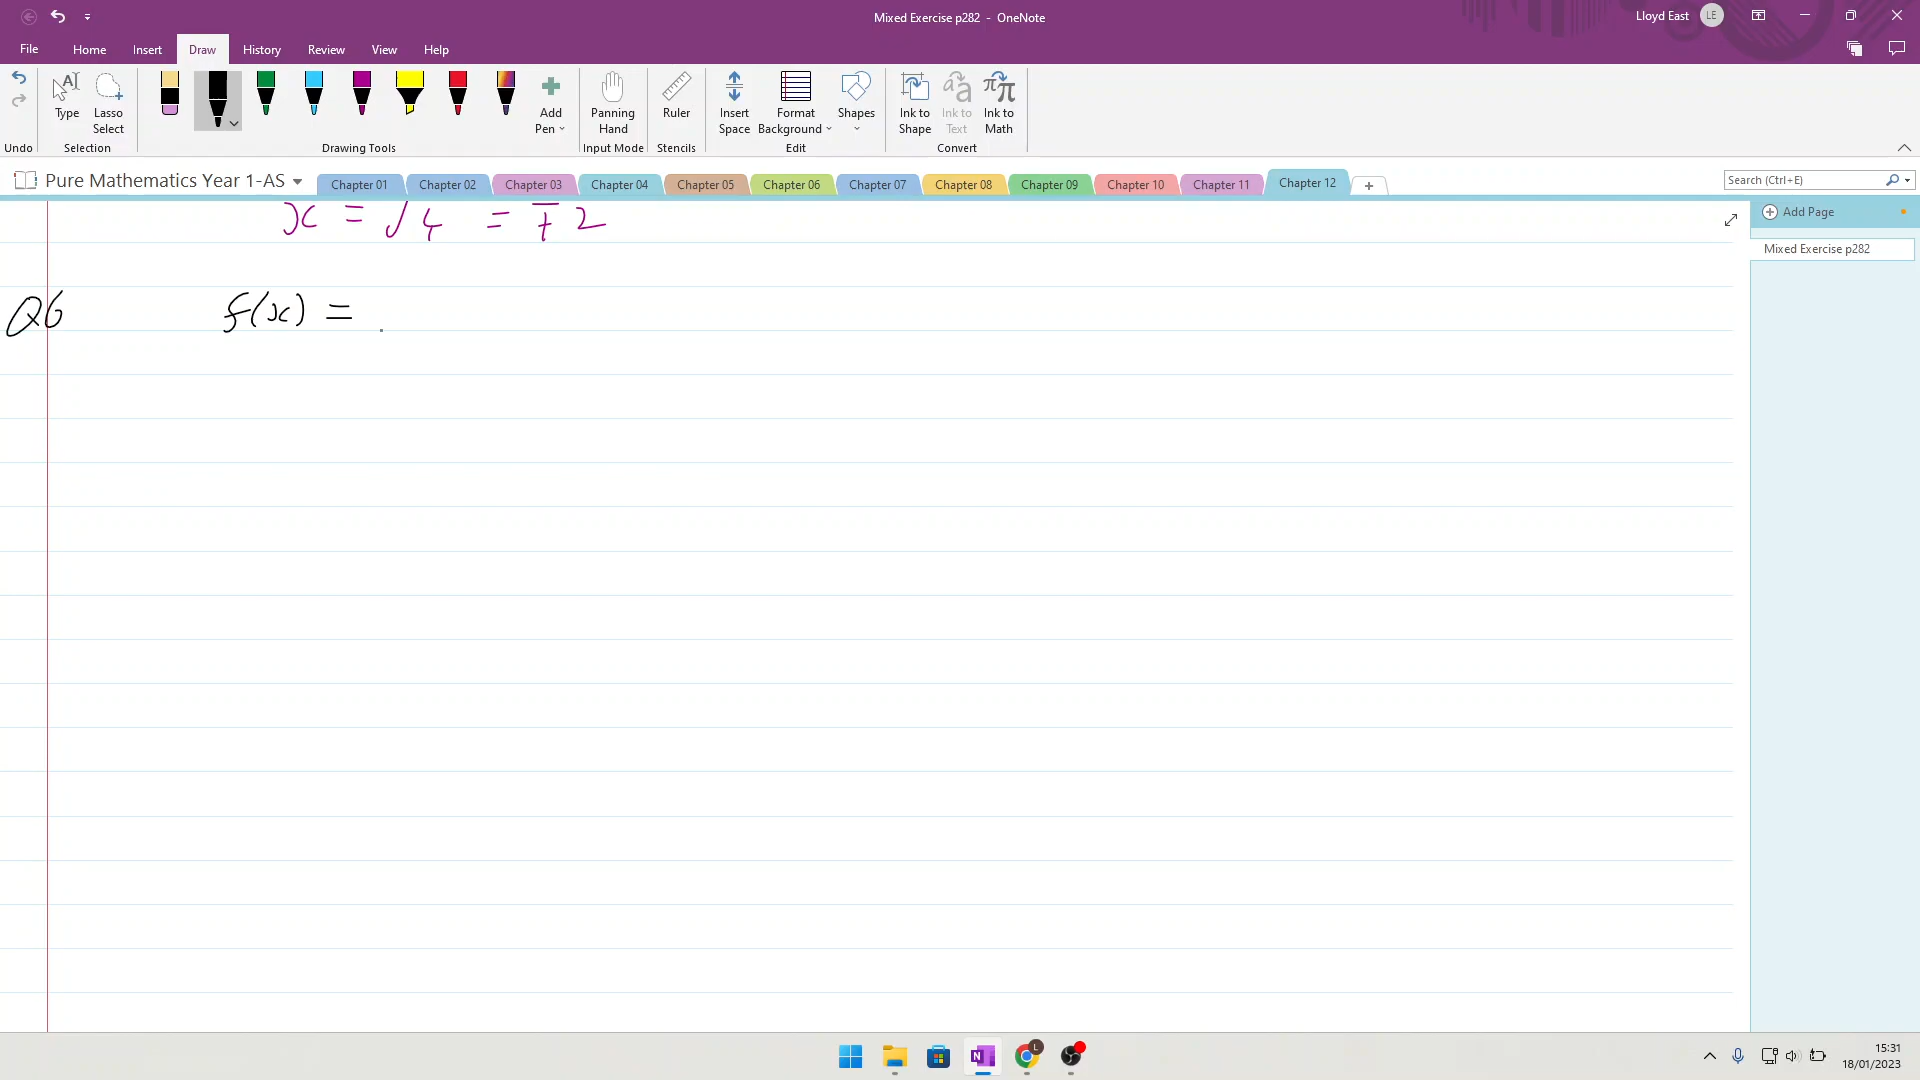 Mixed Exercise p282 - OneNote
Lloyd East LE
File Home Insert Draw History Review View Help
Type
Lasso Select
Add Pen
Panning Hand
Ruler
Insert Space
Format Background
Shapes
Ink to Shape
Ink to Text
Ink to Math
Undo Selection Drawing Tools Input Mode Stencils Edit Convert
Pure Mathematics Year 1-AS Chapter 01 Chapter 02 Chapter 03 Chapter 04 Chapter 05 Chapter 06 Chapter 07 Chapter 08 Chapter 09 Chapter 10 Chapter 11 Chapter 12 +
Search (Ctrl+E)
Add Page
Mixed Exercise p282
x = √4 = ∓2
Q6 f(x) =
15:31
18/01/2023